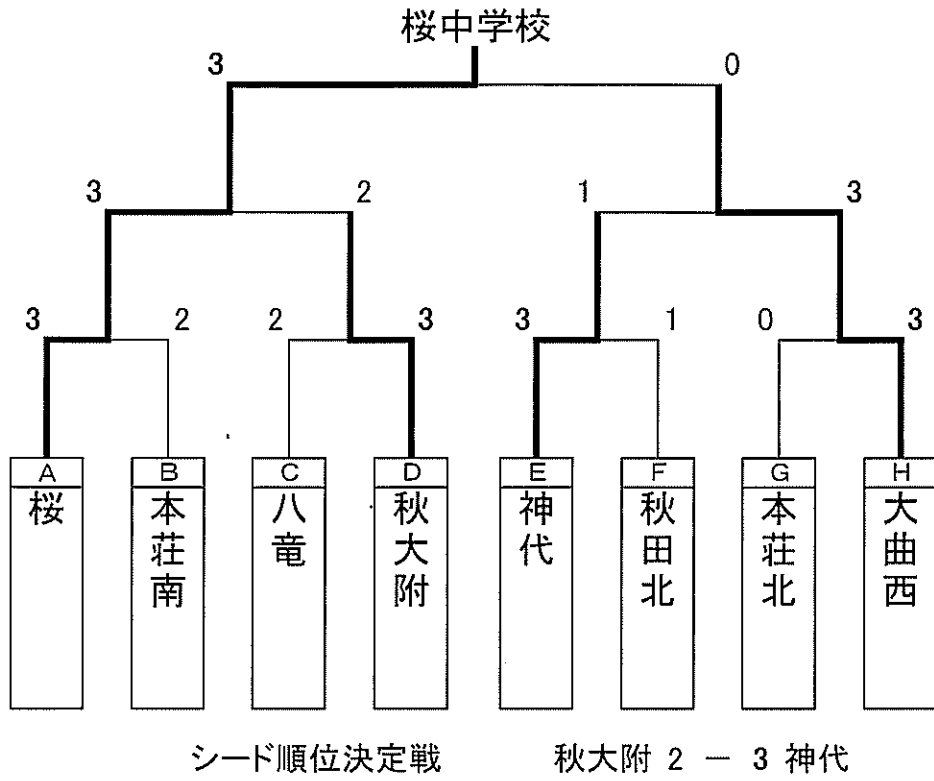 桜中学校
3 0
3 2 1 3
3 2 2 3 3 1 0 3
A B C D E F G H
桜 本荘南 八竜 秋大附 神代 秋田北 本荘北 大曲西
シード順位決定戦 秋大附 2 － 3 神代